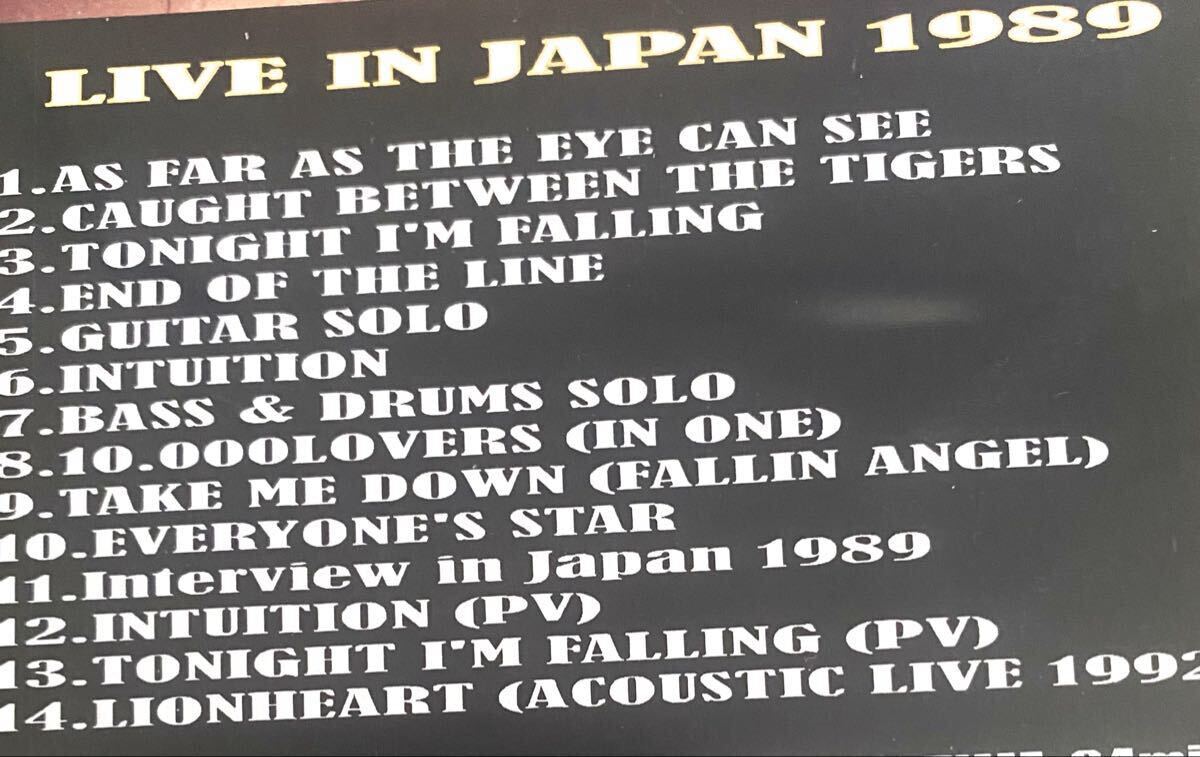 LIVE IN JAPAN 1989
1.AS FAR AS THE EYE CAN SEE
2.CAUGHT BETWEEN THE TIGERS
3.TONIGHT I'M FALLING
4.END OF THE LINE
5.GUITAR SOLO
6.INTUITION
7.BASS & DRUMS SOLO
8.10.000LOVERS (IN ONE)
9.TAKE ME DOWN (FALLIN ANGEL)
10.EVERYONE'S STAR
11.Interview in Japan 1989
12.INTUITION (PV)
13.TONIGHT I'M FALLING (PV)
14.LIONHEART (ACOUSTIC LIVE 1992